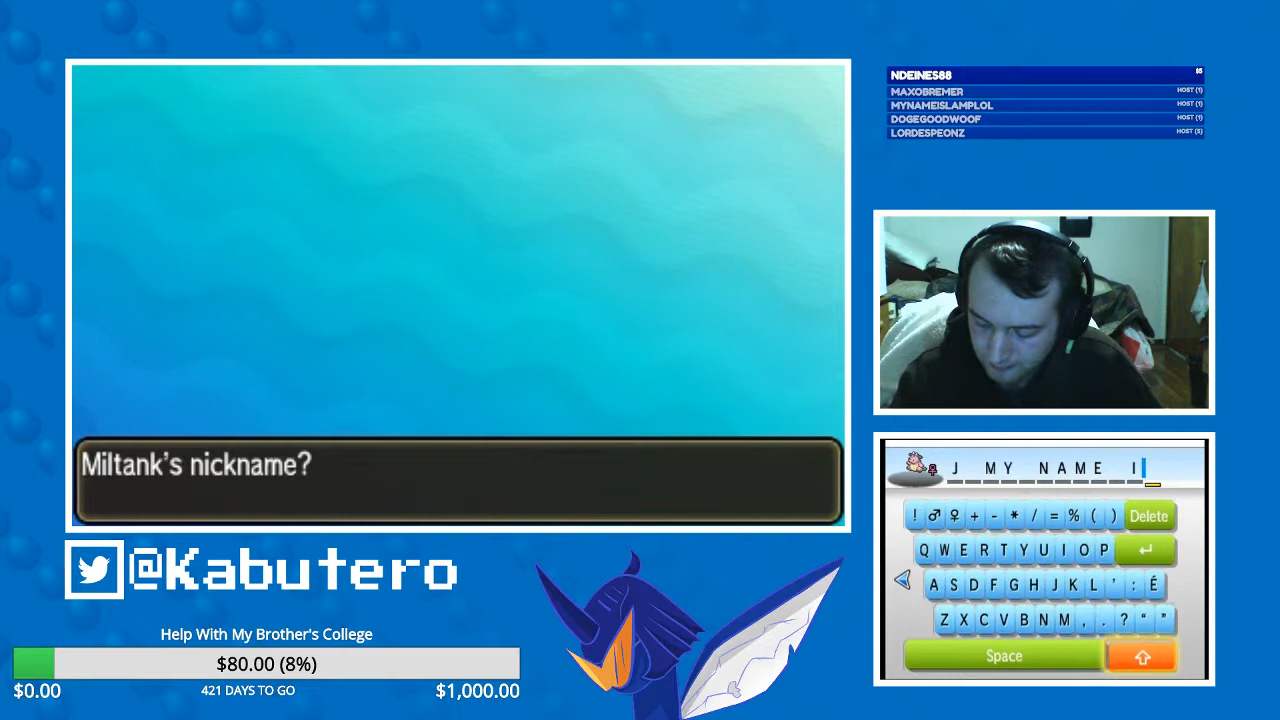 NDEINES88
MAXOBREMER HOST (1)
MYNAMEISLAMPLOL HOST (1)
DOGEGOODWOOF HOST (1)
LORDESPEONZ HOST (3)
Miltank's nickname?
J MY NAME I
! ♂ ♀ + - * / = % ( ) Delete
Q W E R T Y U I O P
A S D F G H J K L ' : É
Z X C V B N M , . ? “ ”
Space
@Kabutero
Help With My Brother's College
$80.00 (8%)
$0.00 421 DAYS TO GO $1,000.00